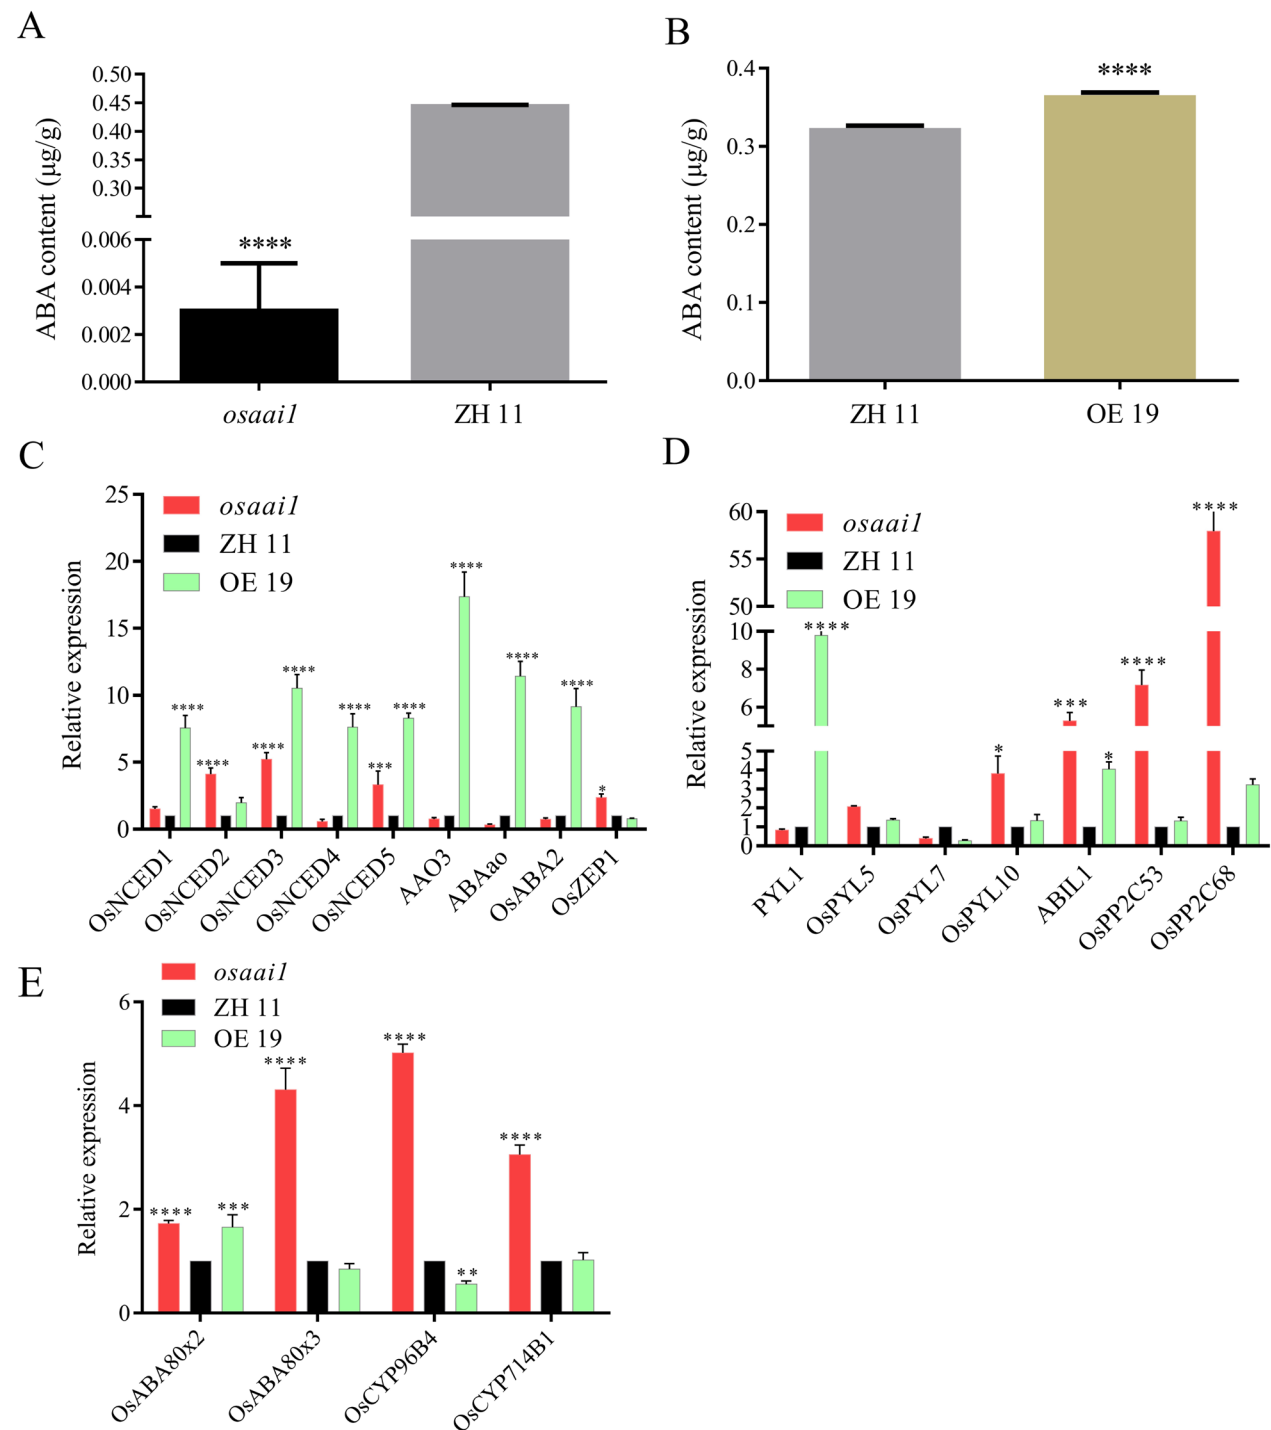 A
ABA content (μg/g)
0.50
0.45
0.40
0.35
0.30
0.006
0.004
0.002
0.000
****
osaai1
ZH 11
B
ABA content (μg/g)
0.4
0.3
0.2
0.1
0.0
****
ZH 11
OE 19
C
Relative expression
25
20
15
10
5
0
osaai1
ZH 11
OE 19
****
****
****
****
****
***
****
****
****
****
*
OsNCED1
OsNCED2
OsNCED3
OsNCED4
OsNCED5
AAO3
ABAao
OsABA2
OsZEP1
D
Relative expression
60
55
50
10
8
6
5
4
3
2
1
0
osaai1
ZH 11
OE 19
****
*
***
*
****
****
PYL1
OsPYL5
OsPYL7
OsPYL10
ABIL1
OsPP2C53
OsPP2C68
E
Relative expression
6
4
2
0
osaai1
ZH 11
OE 19
****
***
****
****
**
****
OsABA80x2
OsABA80x3
OsCYP96B4
OsCYP714B1